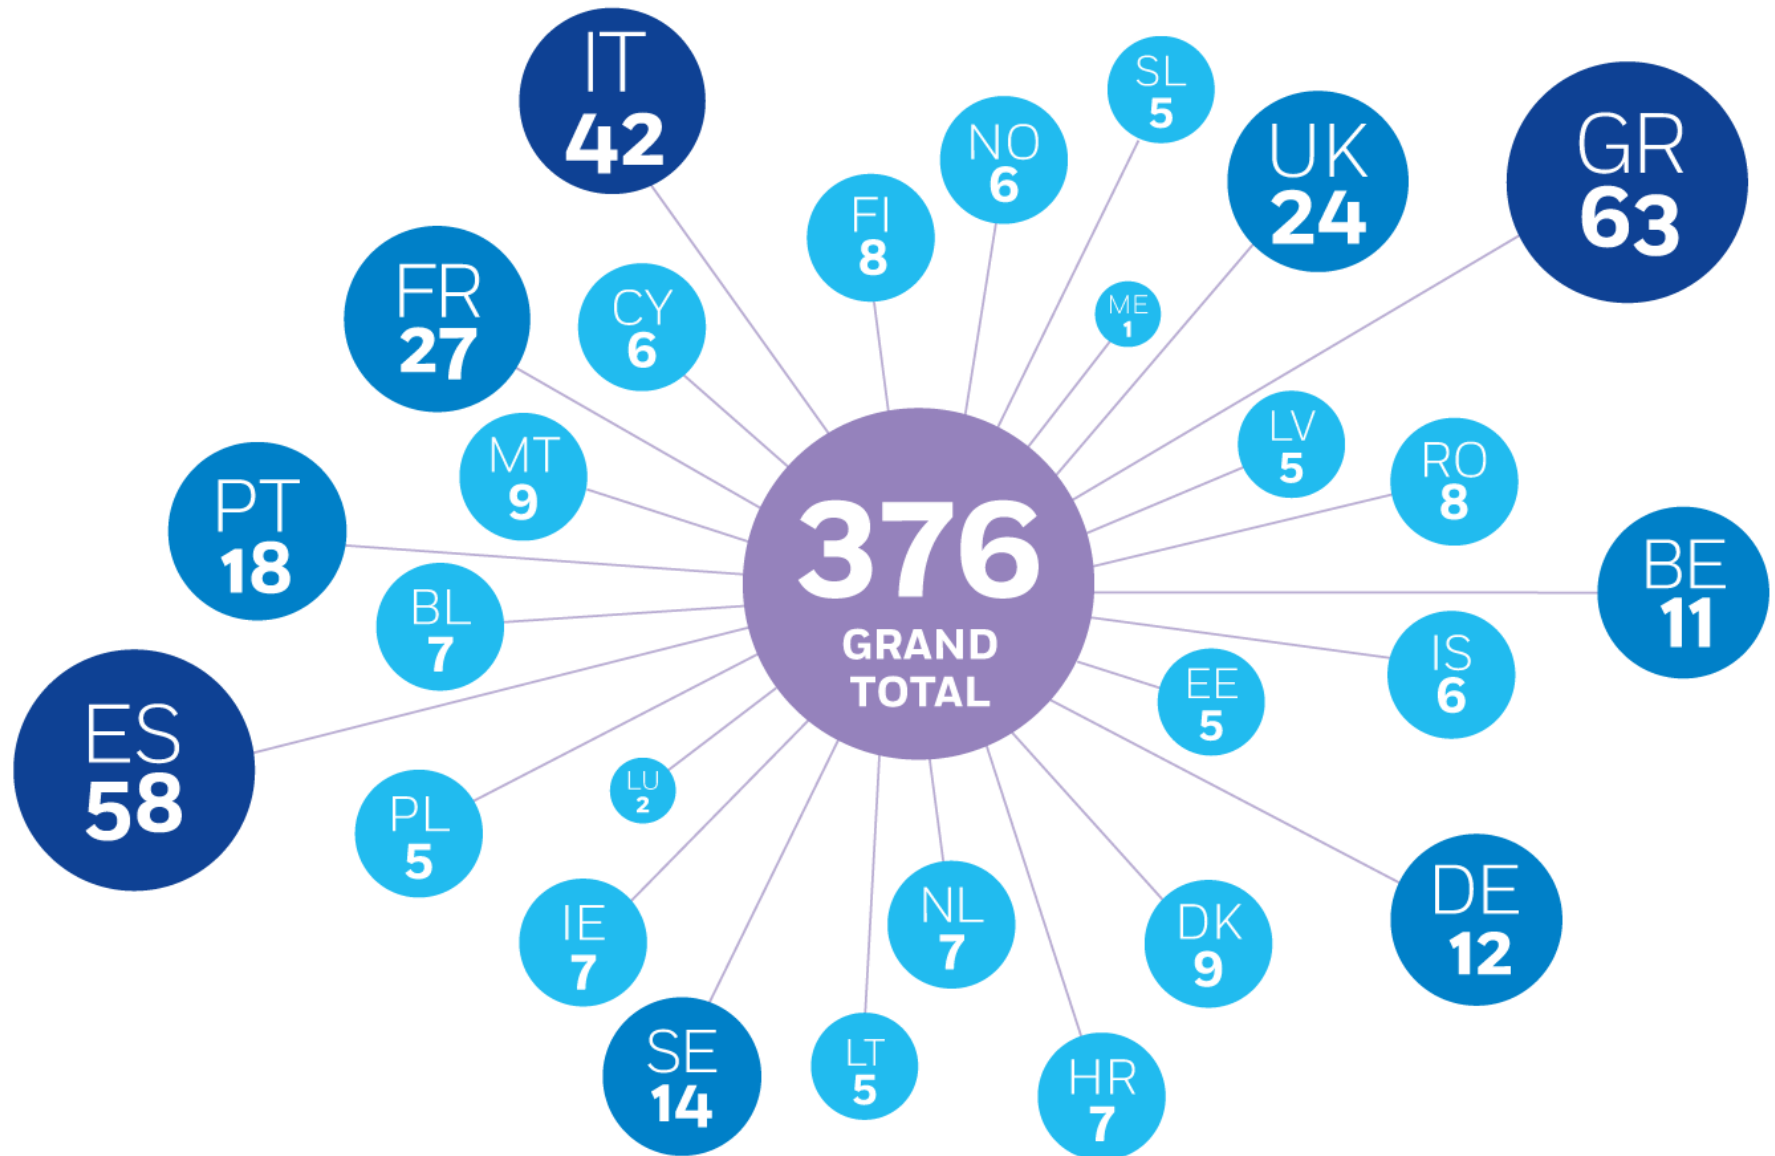 IT
42
SL
5
NO
6
UK
24
GR
63
FI
8
FR
27
CY
6
ME
1
LV
5
RO
8
MT
9
PT
18
376
GRAND
TOTAL
BE
11
BL
7
IS
6
EE
5
ES
58
LU
2
PL
5
IE
7
NL
7
DK
9
DE
12
SE
14
LT
5
HR
7